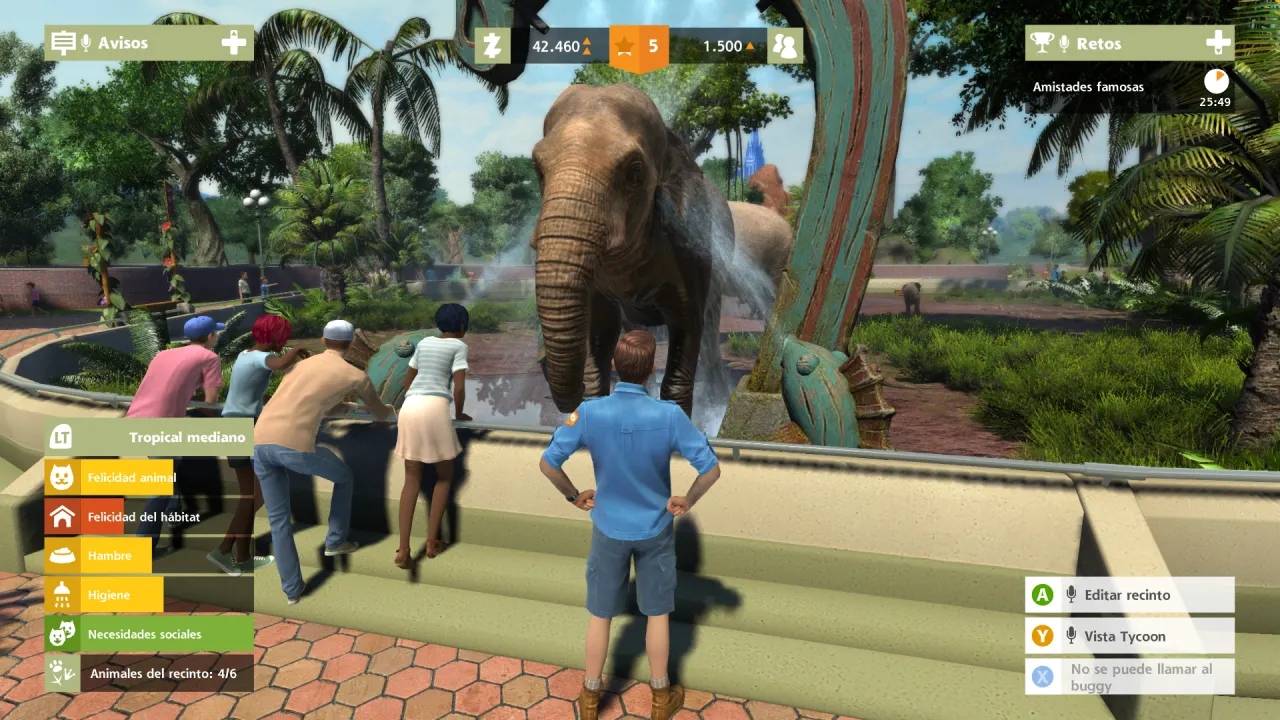 Avisos
42.460
5
1.500
Retos
Amistades famosas
25:49
LT
Tropical mediano
Felicidad animal
Felicidad del hábitat
Hambre
Higiene
Necesidades sociales
Animales del recinto: 4/6
A Editar recinto
Y Vista Tycoon
X No se puede llamar al
buggy